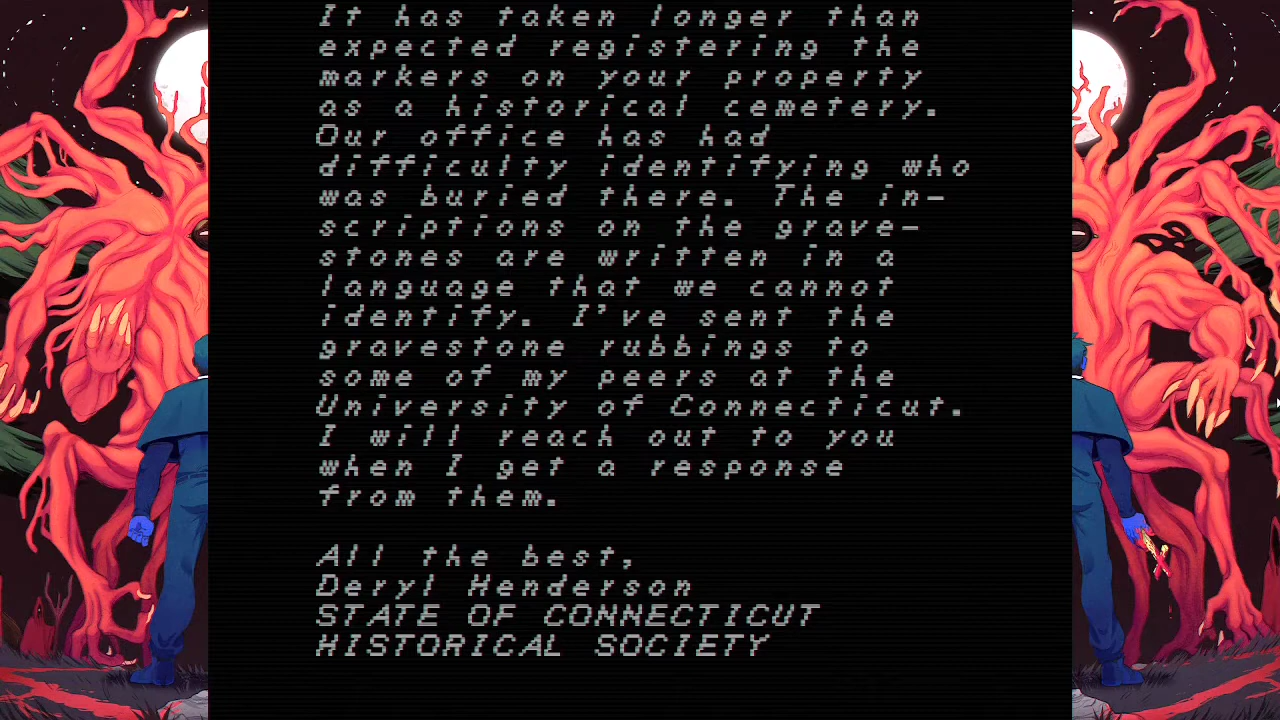 It has taken longer than
expected registering the
markers on your property
as a historical cemetery.
Our office has had
difficulty identifying who
was buried there. The in-
scriptions on the grave-
stones are written in a
language that we cannot
identify. I've sent the
gravestone rubbings to
some of my peers at the
University of Connecticut.
I will reach out to you
when I get a response
from them.
All the best,
Deryl Henderson
STATE OF CONNECTICUT
HISTORICAL SOCIETY